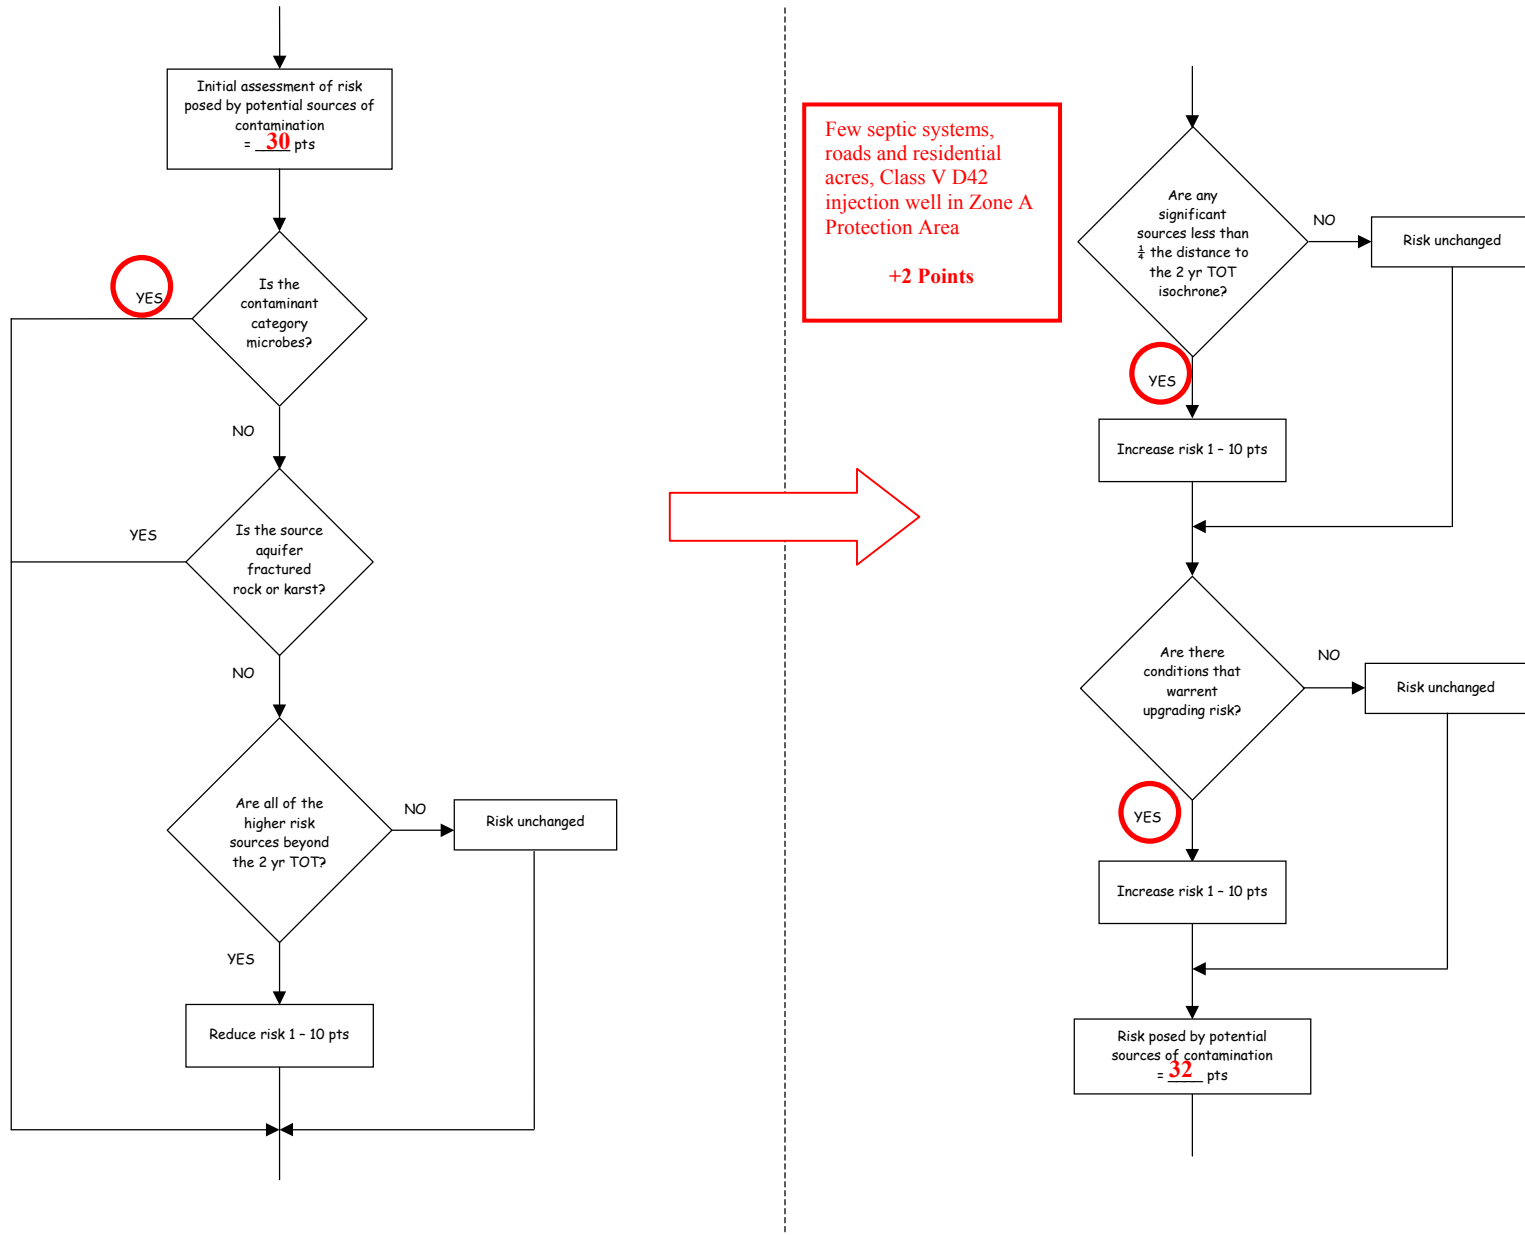 Initial assessment of risk
posed by potential sources of
contamination
= 30 pts
Is the
contaminant
category
microbes?
YES
NO
Is the source
aquifer
fractured
rock or karst?
YES
NO
Are all of the
higher risk
sources beyond
the 2 yr TOT?
NO
Risk unchanged
YES
Reduce risk 1 – 10 pts
Few septic systems,
roads and residential
acres, Class V D42
injection well in Zone A
Protection Area
+2 Points
Are any
significant
sources less than
¼ the distance to
the 2 yr TOT
isochrone?
NO
Risk unchanged
YES
Increase risk 1 – 10 pts
Are there
conditions that
warrent
upgrading risk?
NO
Risk unchanged
YES
Increase risk 1 – 10 pts
Risk posed by potential
sources of contamination
= 32 pts